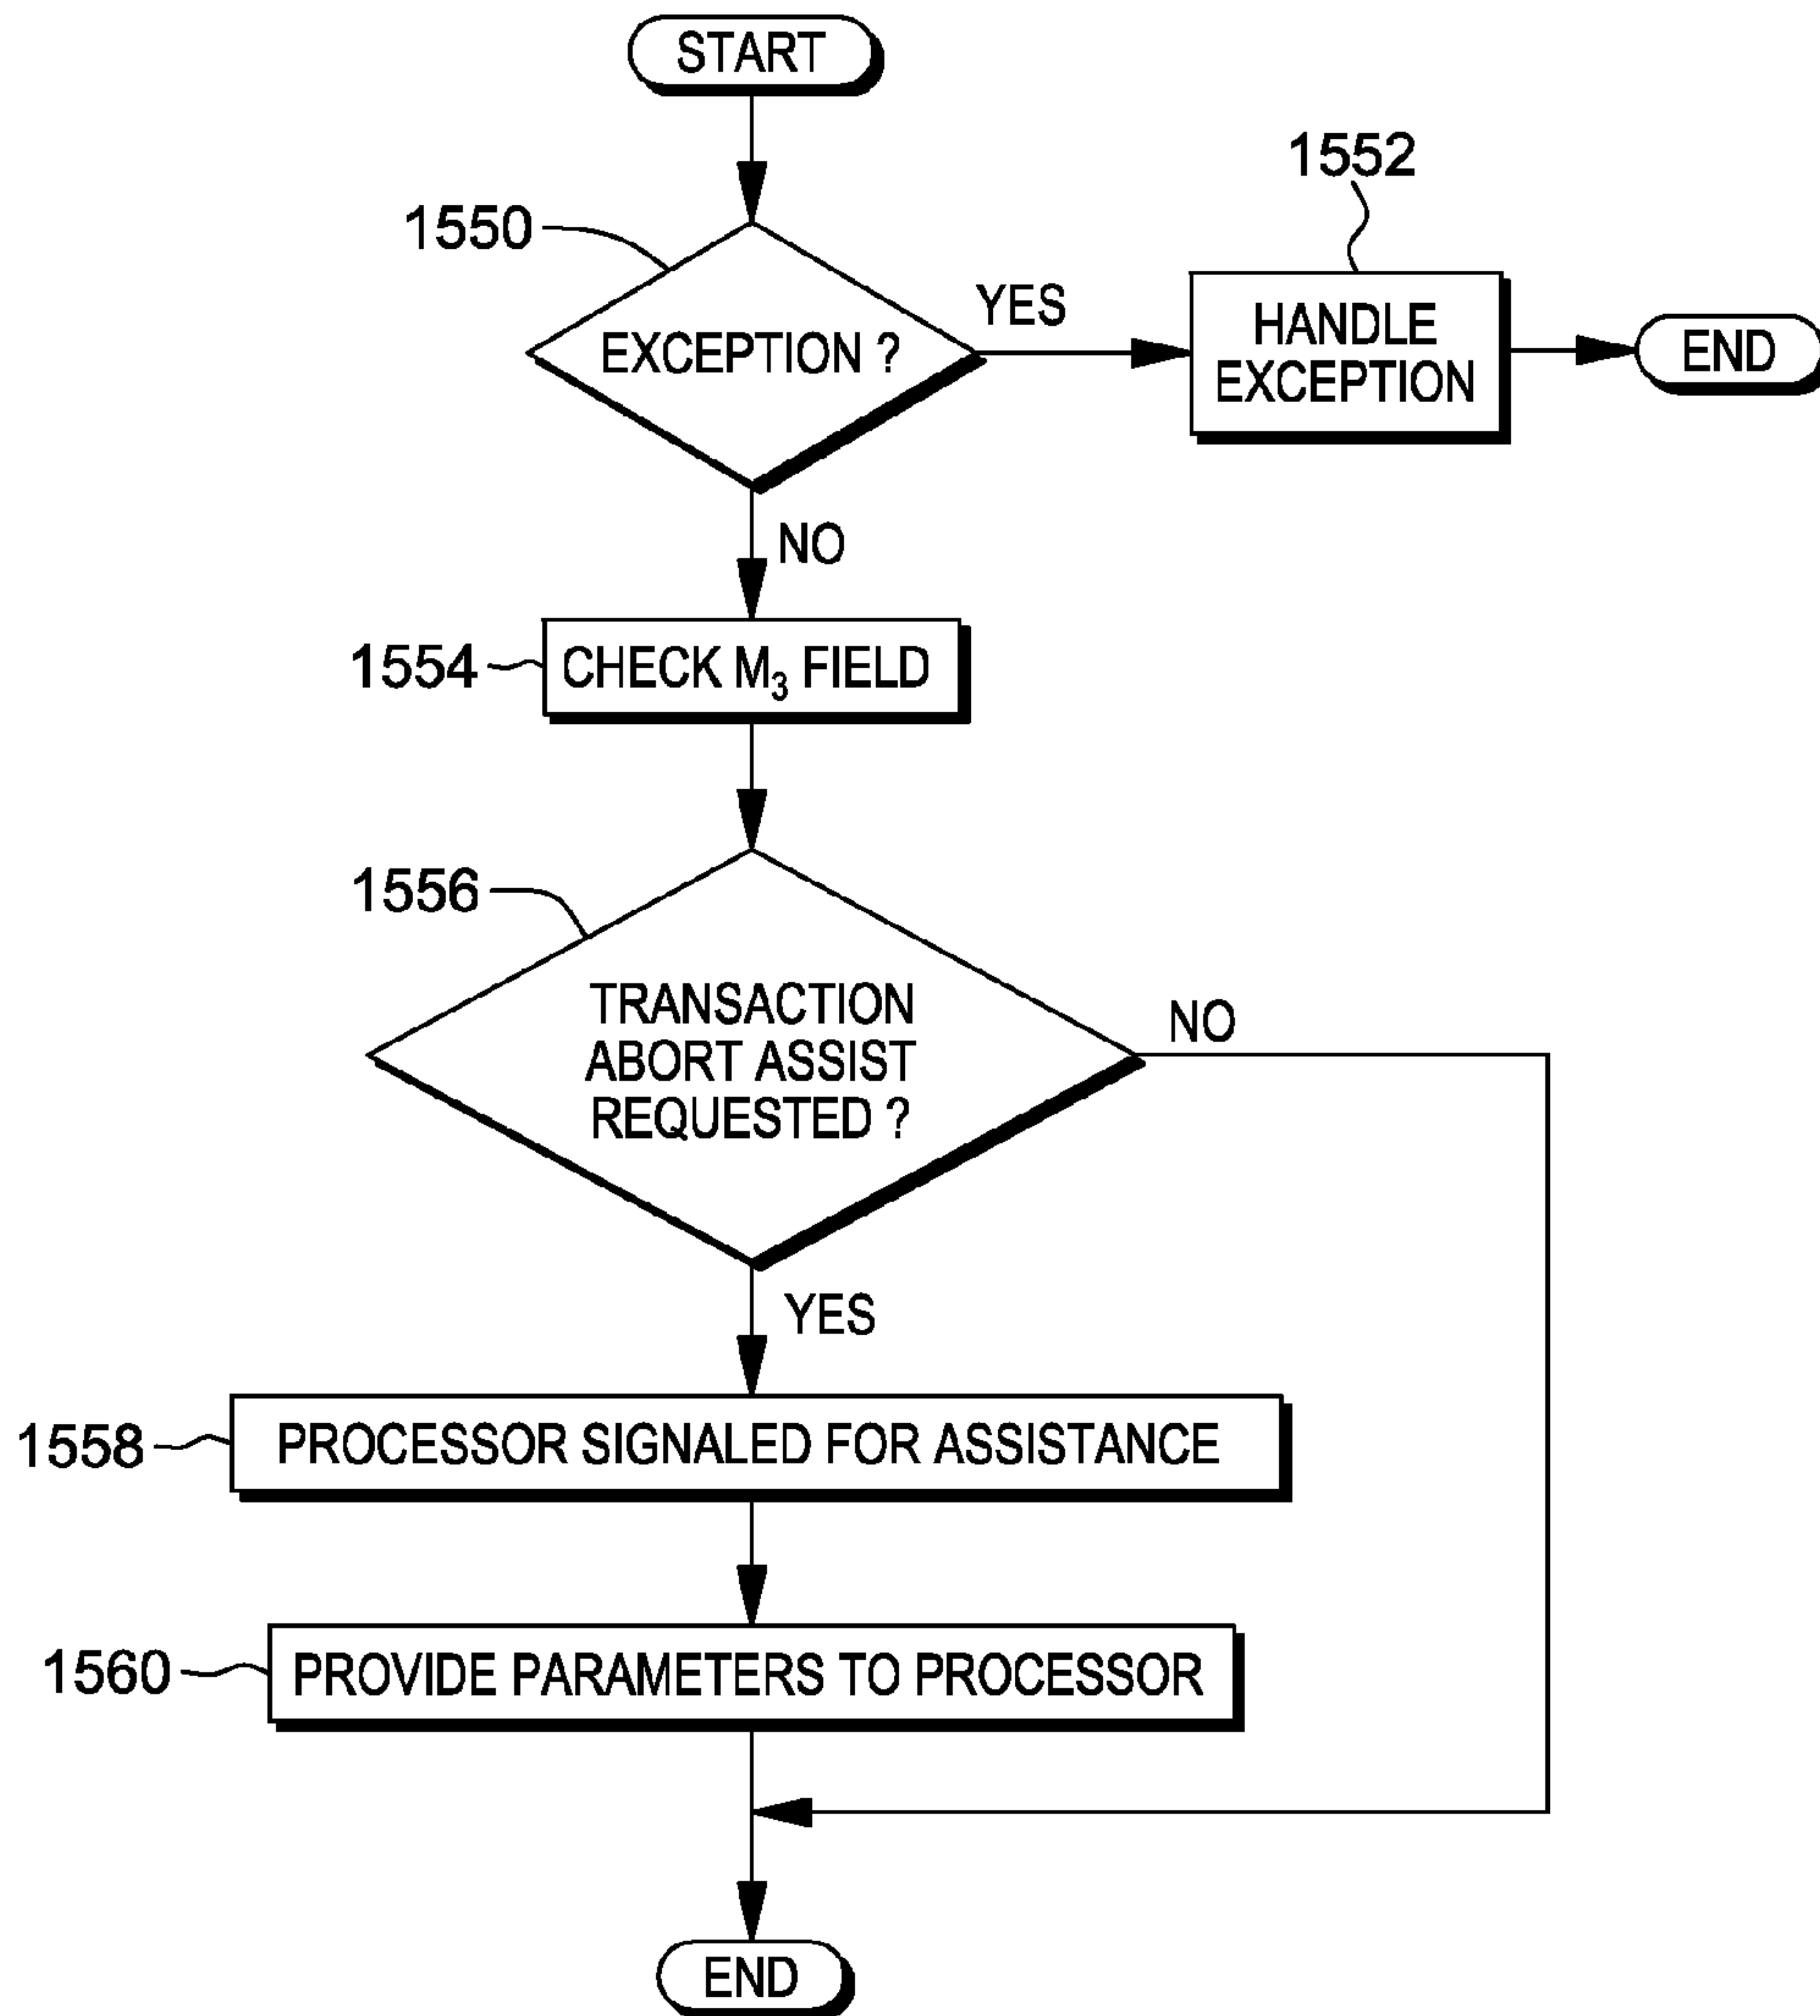 START
1550
EXCEPTION ?
YES
1552
HANDLE
EXCEPTION
END
NO
1554
CHECK M₃ FIELD
1556
TRANSACTION
ABORT ASSIST
REQUESTED ?
NO
YES
1558
PROCESSOR SIGNALED FOR ASSISTANCE
1560
PROVIDE PARAMETERS TO PROCESSOR
END